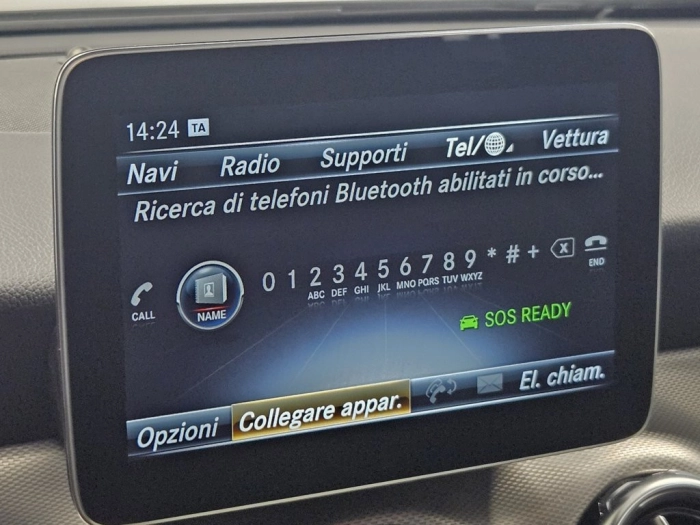 14:24 TA
Navi Radio Supporti Tel/ Vettura
Ricerca di telefoni Bluetooth abilitati in corso...
0 1 2 3 4 5 6 7 8 9 * # +
ABC DEF GHI JKL MNO PQRS TUV WXYZ
CALL NAME END
SOS READY
Opzioni Collegare appar. El. chiam.